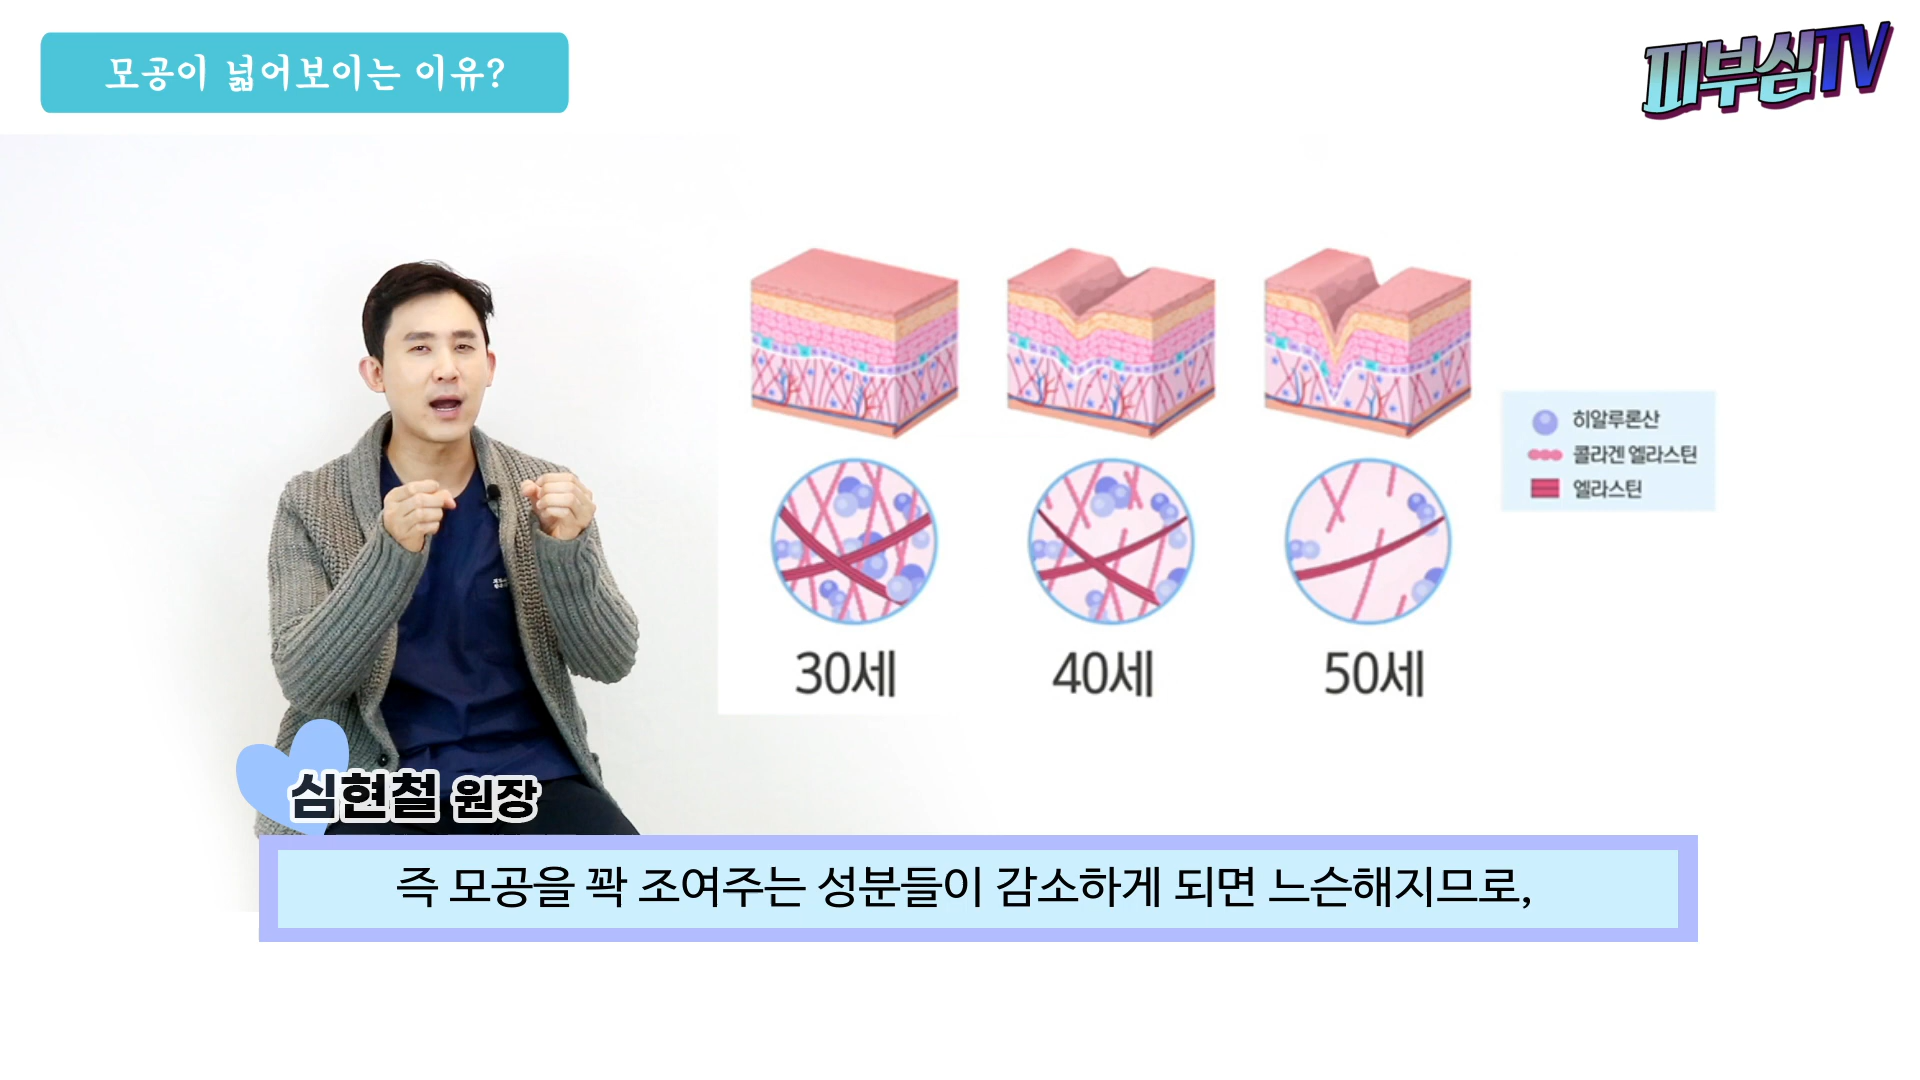 모공이 넓어보이는 이유?
피부심TV
히알루론산
콜라겐 엘라스틴
엘라스틴
30세
40세
50세
심현철 원장
즉 모공을 꽉 조여주는 성분들이 감소하게 되면 느슨해지므로,